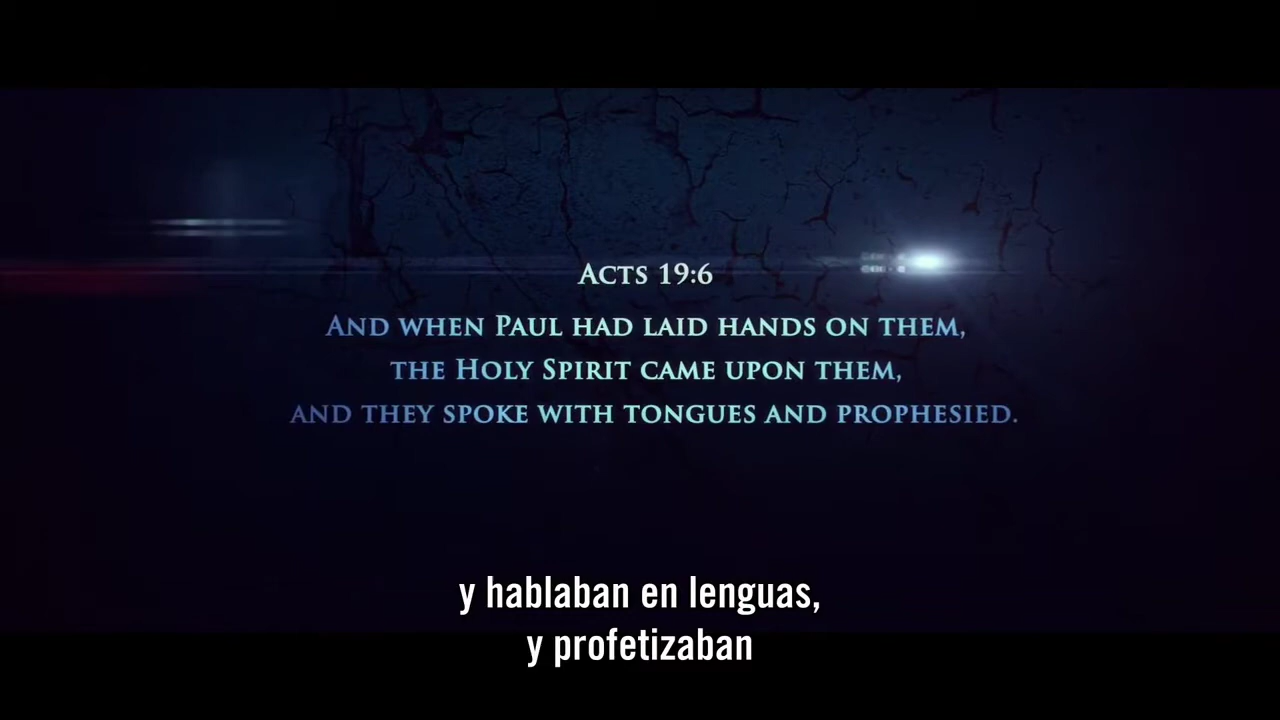 Acts 19:6
And when Paul had laid hands on them,
the Holy Spirit came upon them,
and they spoke with tongues and prophesied.
y hablaban en lenguas,
y profetizaban